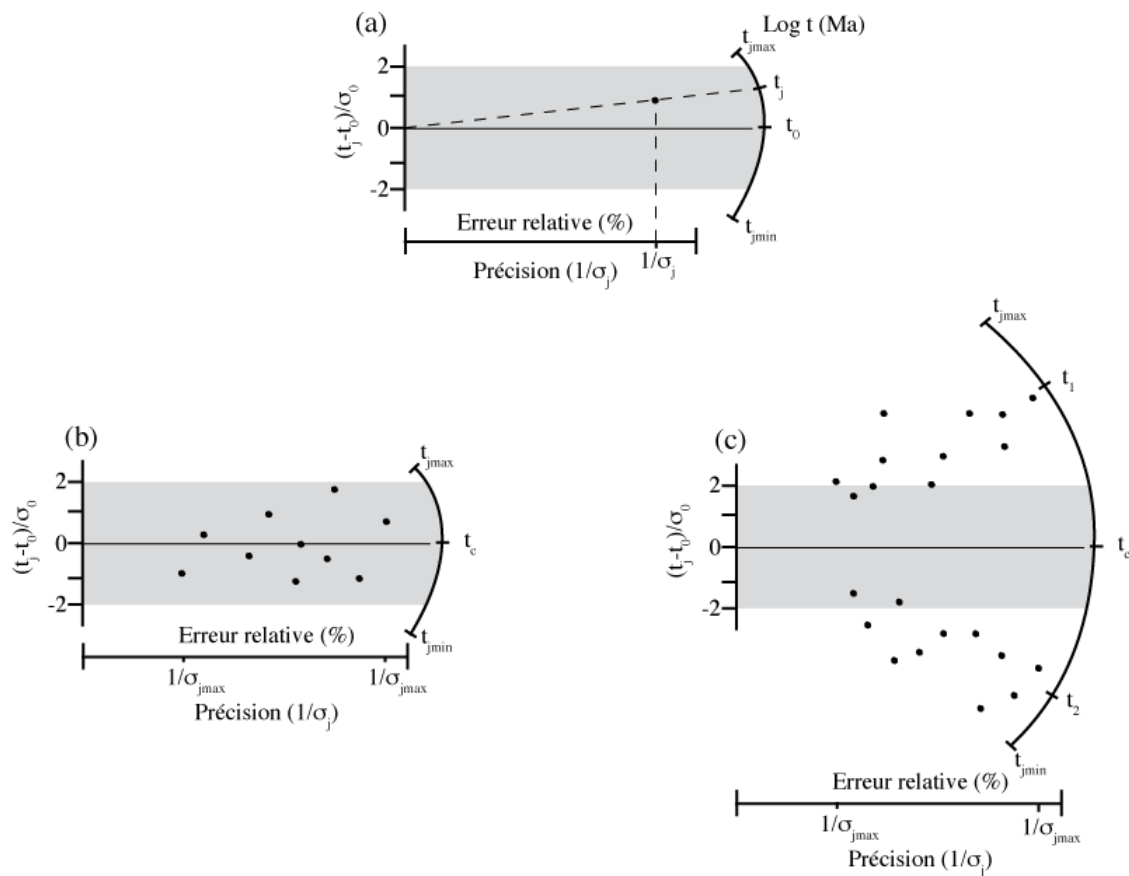 (a)
Log t (Ma)
t_jmax
t_j
t_0
t_jmin
(t_j-t_0)/σ_0
2
0
-2
Erreur relative (%)
1/σ_j
Précision (1/σ_j)
(b)
t_jmax
t_c
t_jmin
(t_j-t_0)/σ_0
2
0
-2
Erreur relative (%)
1/σ_jmax
1/σ_jmax
Précision (1/σ_j)
(c)
t_jmax
t_1
t_c
t_2
t_jmin
(t_j-t_0)/σ_0
2
0
-2
Erreur relative (%)
1/σ_jmax
1/σ_jmax
Précision (1/σ_j)